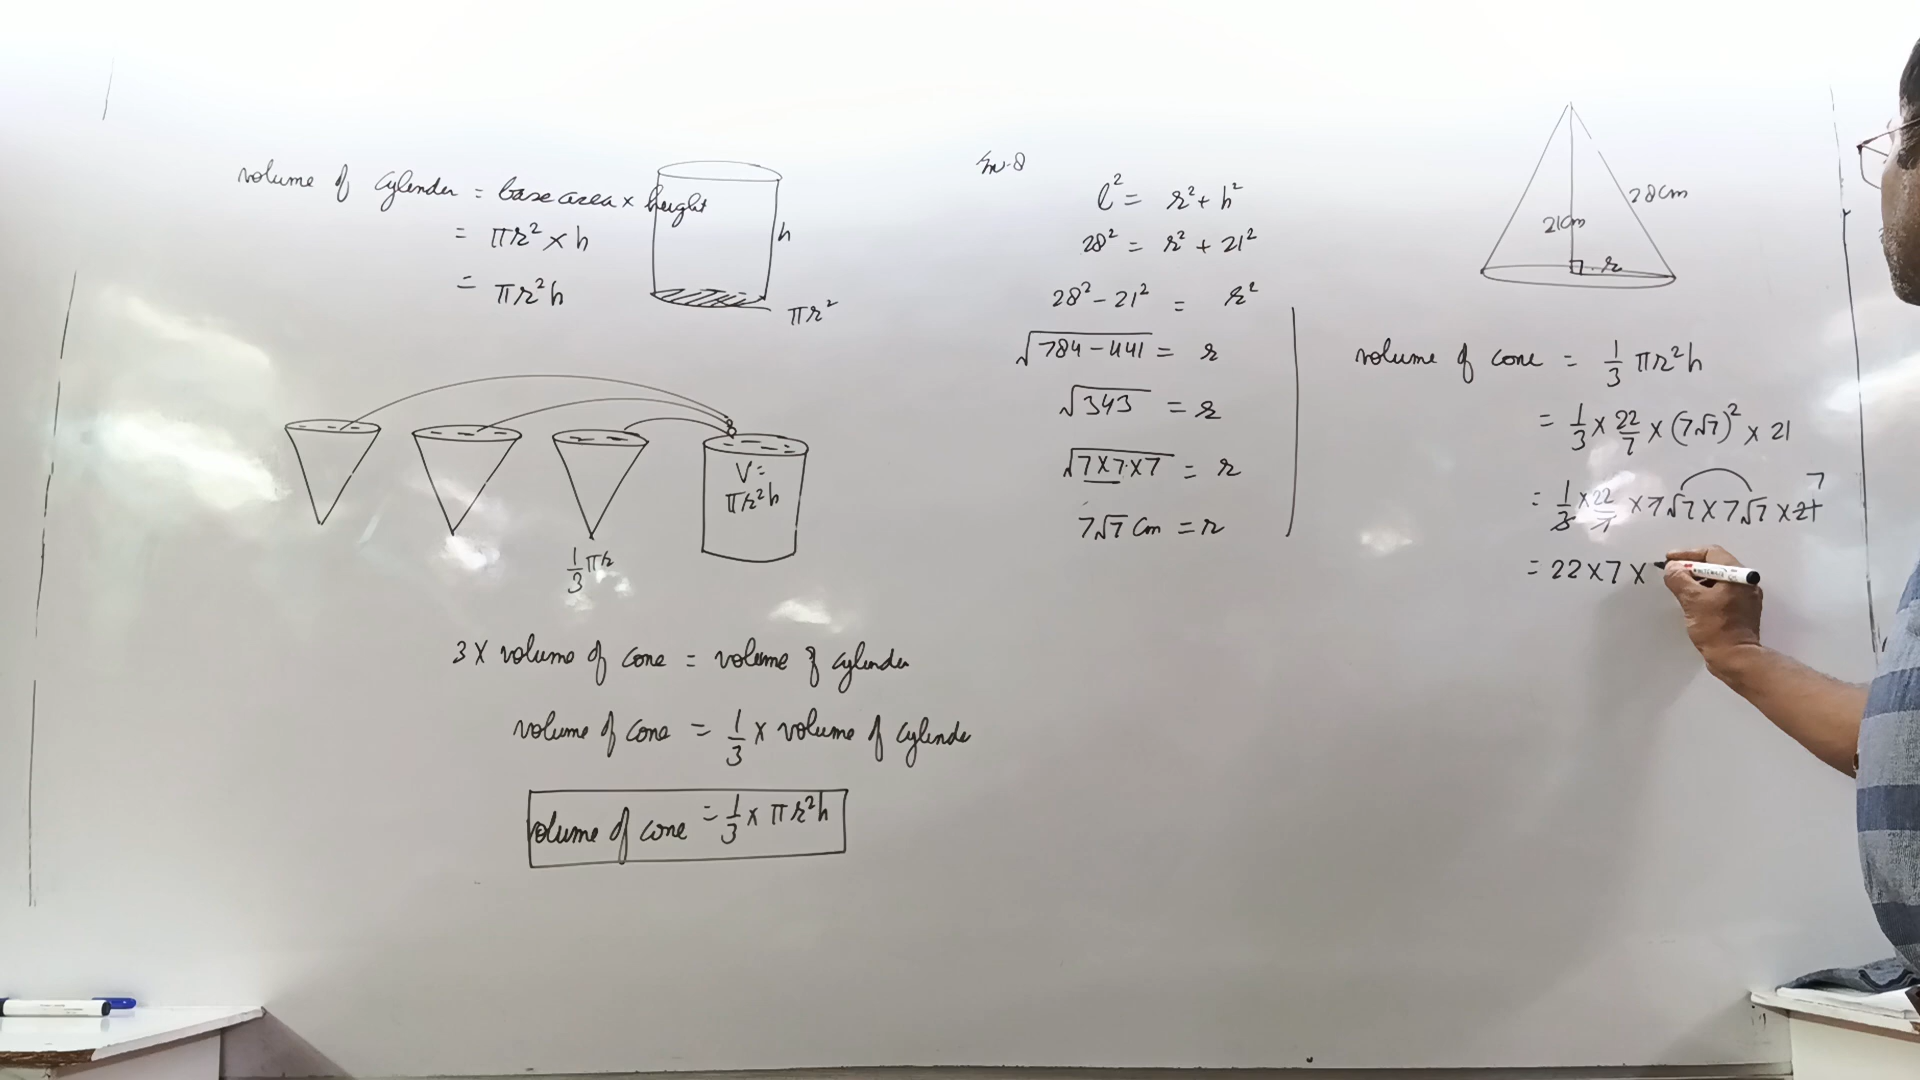 volume of cylender = base area × height
= πr² × h
= πr²h
h
πr²
V =
πr²h
1/3 πr
3 × volume of cone = volume of cylender
volume of cone = 1/3 × volume of cylende
volume of cone = 1/3 × πr²h
l² = r² + h²
28² = r² + 21²
28² - 21² = r²
√784 - 441 = r
√343 = r
√7×7×7 = r
7√7 cm = r
28cm
21cm
r
volume of cone = 1/3 πr²h
= 1/3 × 22/7 × (7√7)² × 21
7
= 1/3 × 22/7 × 7√7 × 7√7 × 21
= 22 × 7 ×